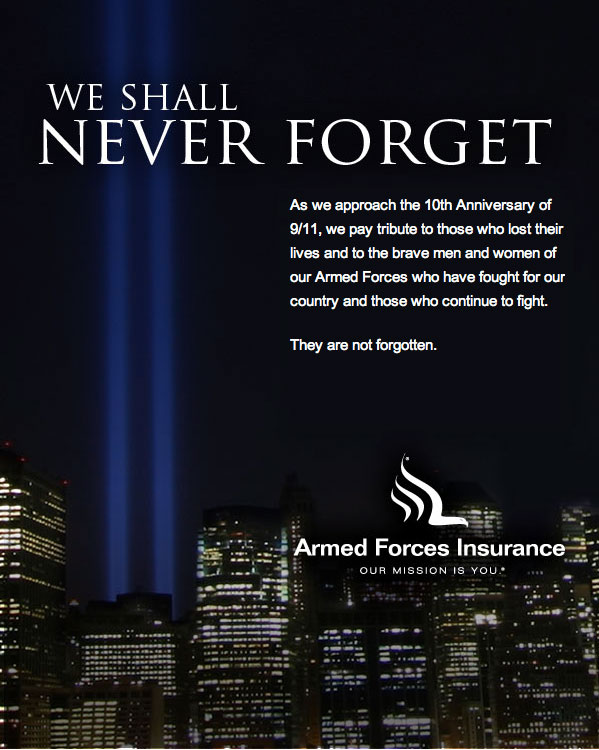 WE SHALL
NEVER FORGET
As we approach the 10th Anniversary of
9/11, we pay tribute to those who lost their
lives and to the brave men and women of
our Armed Forces who have fought for our
country and those who continue to fight.
They are not forgotten.
Armed Forces Insurance
OUR MISSION IS YOU.®